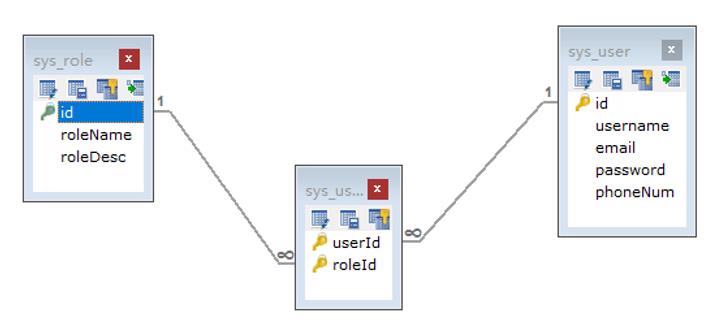 sys_role
x
id
roleName
roleDesc
1
∞
sys_us...
x
userId
roleId
∞
1
sys_user
x
id
username
email
password
phoneNum